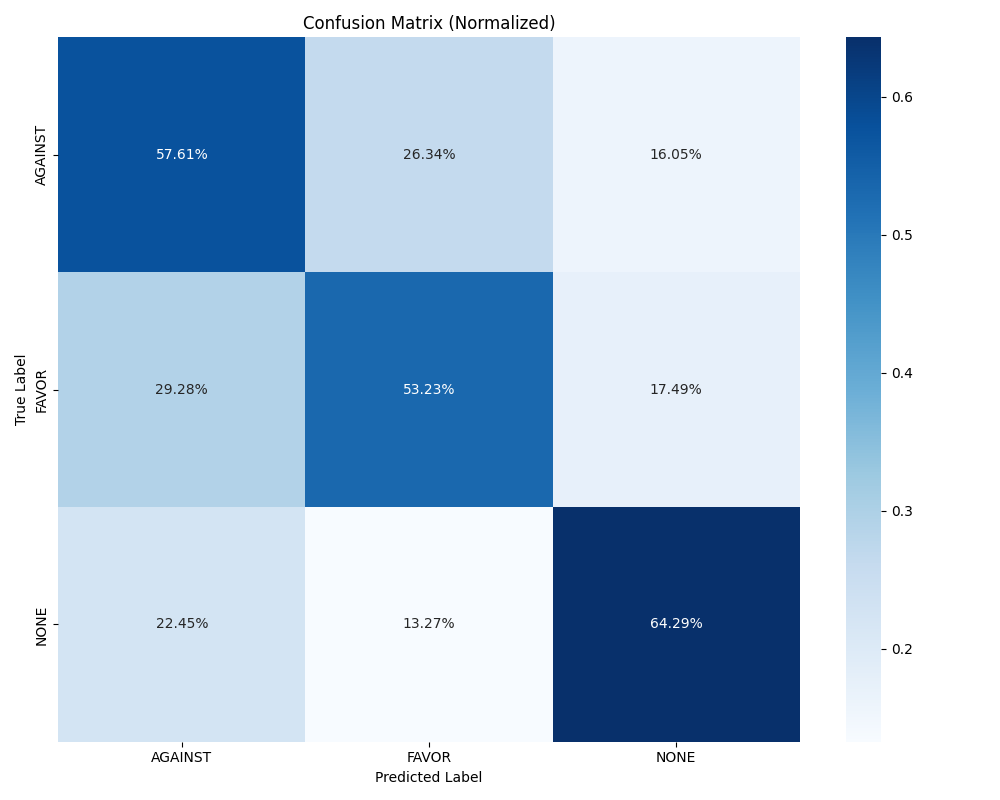 Confusion Matrix (Normalized)
True Label
AGAINST
57.61%
26.34%
16.05%
FAVOR
29.28%
53.23%
17.49%
NONE
22.45%
13.27%
64.29%
AGAINST
FAVOR
NONE
Predicted Label
0.6
0.5
0.4
0.3
0.2